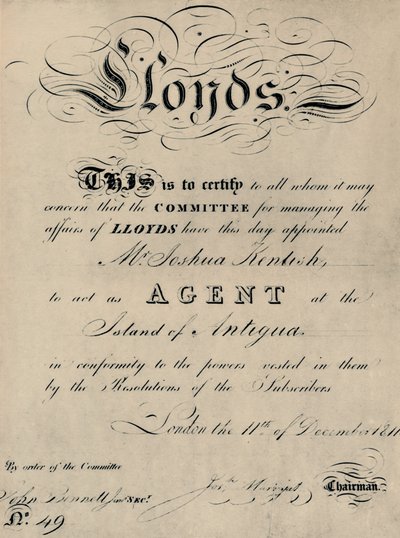 Lloyds.
THIS is to certify to all whom it may
concern that the COMMITTEE for managing the
affairs of LLOYDS have this day appointed
Mr. Joshua Kentish,
to act as AGENT at the
Island of Antigua
in conformity to the powers vested in them
by the Resolutions of the Subscribers
London the 11th of December 1811
By order of the Committee
John Bennett Junr SECY.
Josh. Marryat Chairman.
No. 49